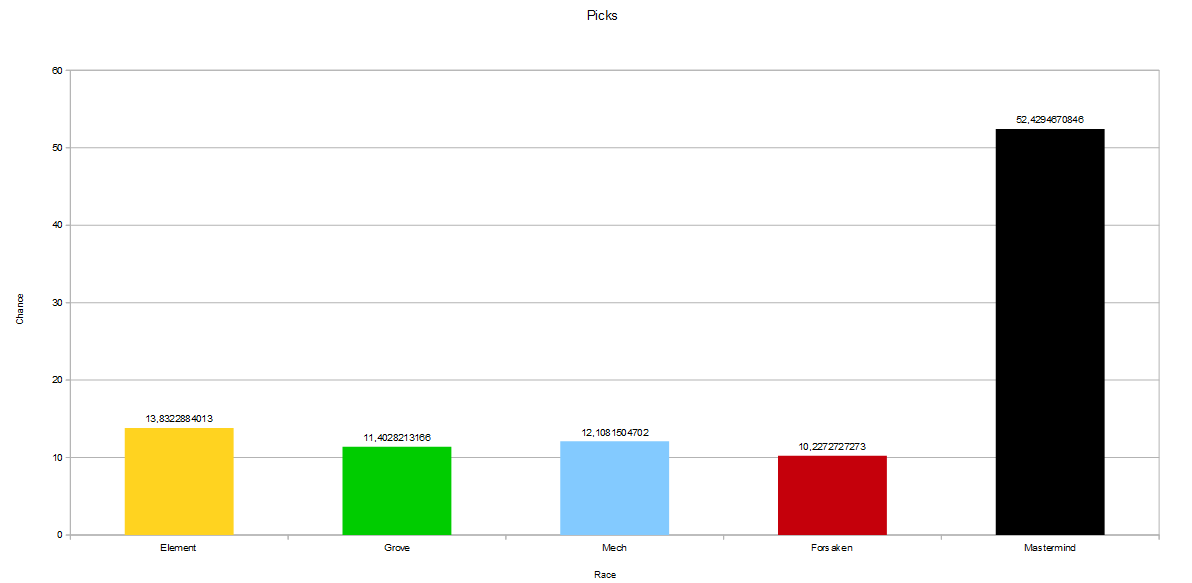 Picks
60
50
40
30
20
10
0
Chance
52,4294670846
13,8322884013
11,4028213166
12,1081504702
10,2272727273
Element
Grove
Mech
Forsaken
Mastermind
Race